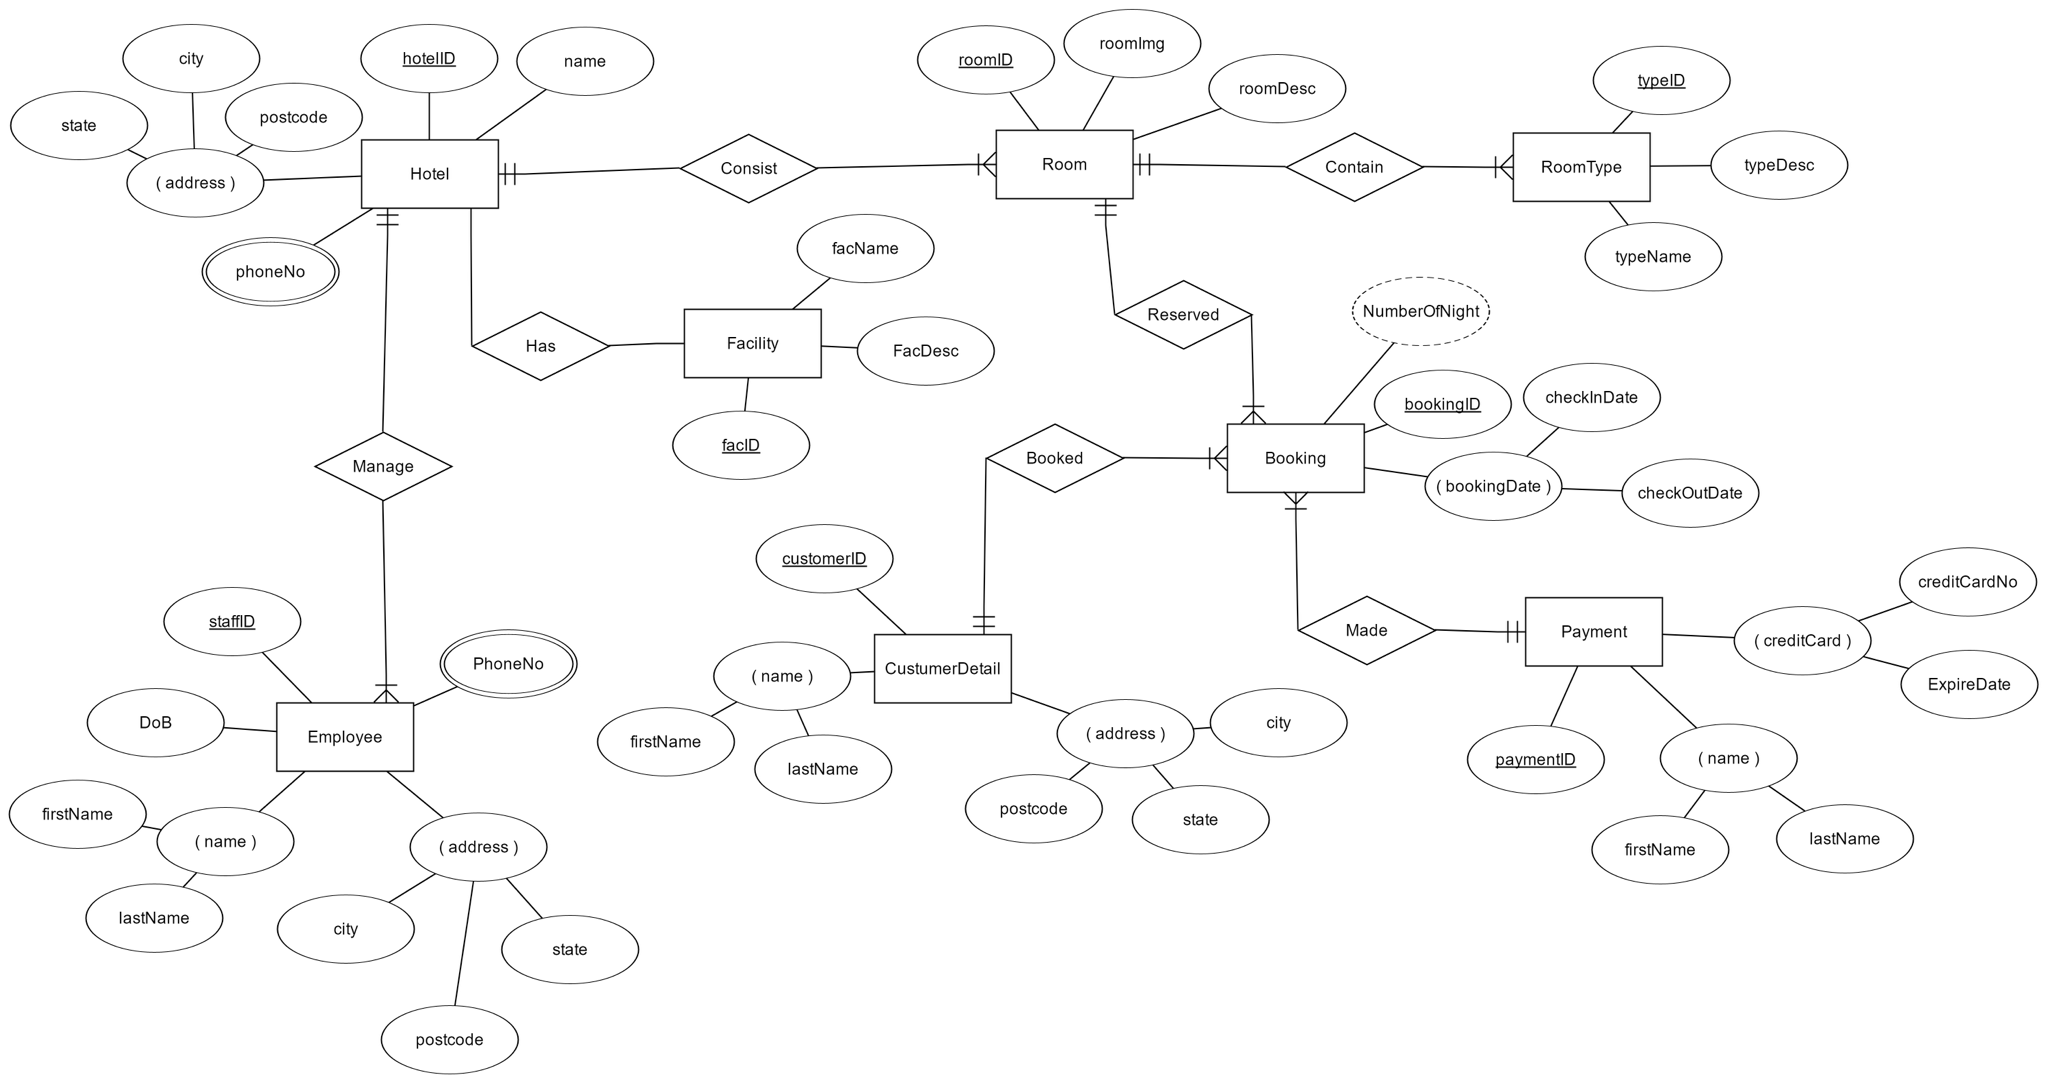 city
hotelID
name
roomID
roomImg
roomDesc
typeID
state
postcode
( address )
Hotel
Consist
Room
Contain
RoomType
typeDesc
phoneNo
facName
typeName
Reserved
NumberOfNight
Has
Facility
FacDesc
facID
bookingID
checkInDate
Manage
Booked
Booking
( bookingDate )
checkOutDate
customerID
creditCardNo
staffID
PhoneNo
Made
Payment
( creditCard )
ExpireDate
DoB
Employee
( name )
CustumerDetail
firstName
lastName
( address )
city
postcode
state
paymentID
( name )
firstName
lastName
firstName
( name )
lastName
( address )
city
state
postcode